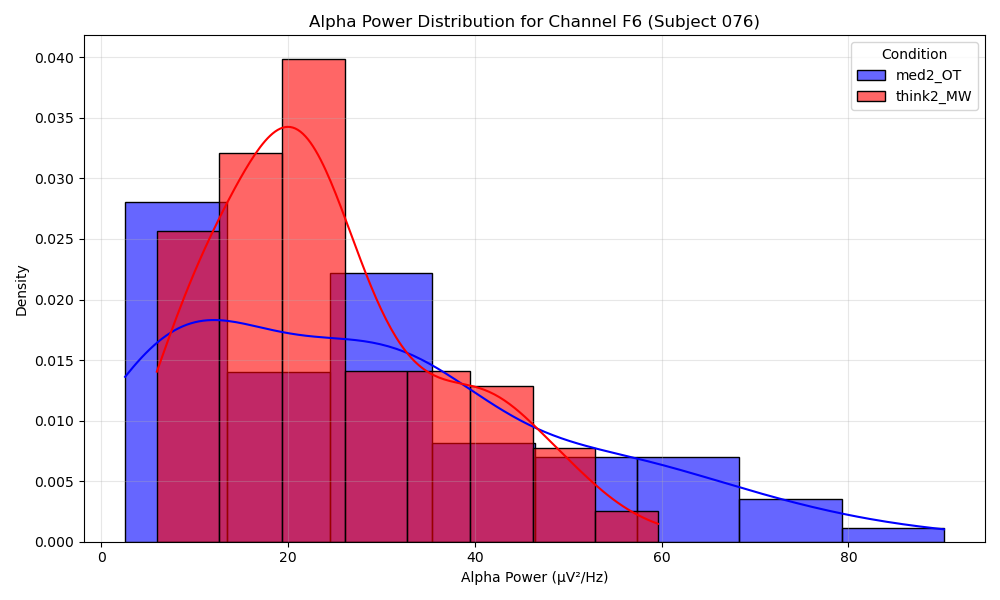 Alpha Power Distribution for Channel F6 (Subject 076)
Condition
med2_OT
think2_MW
Density
0.040
0.035
0.030
0.025
0.020
0.015
0.010
0.005
0.000
0
20
40
60
80
Alpha Power (μV²/Hz)